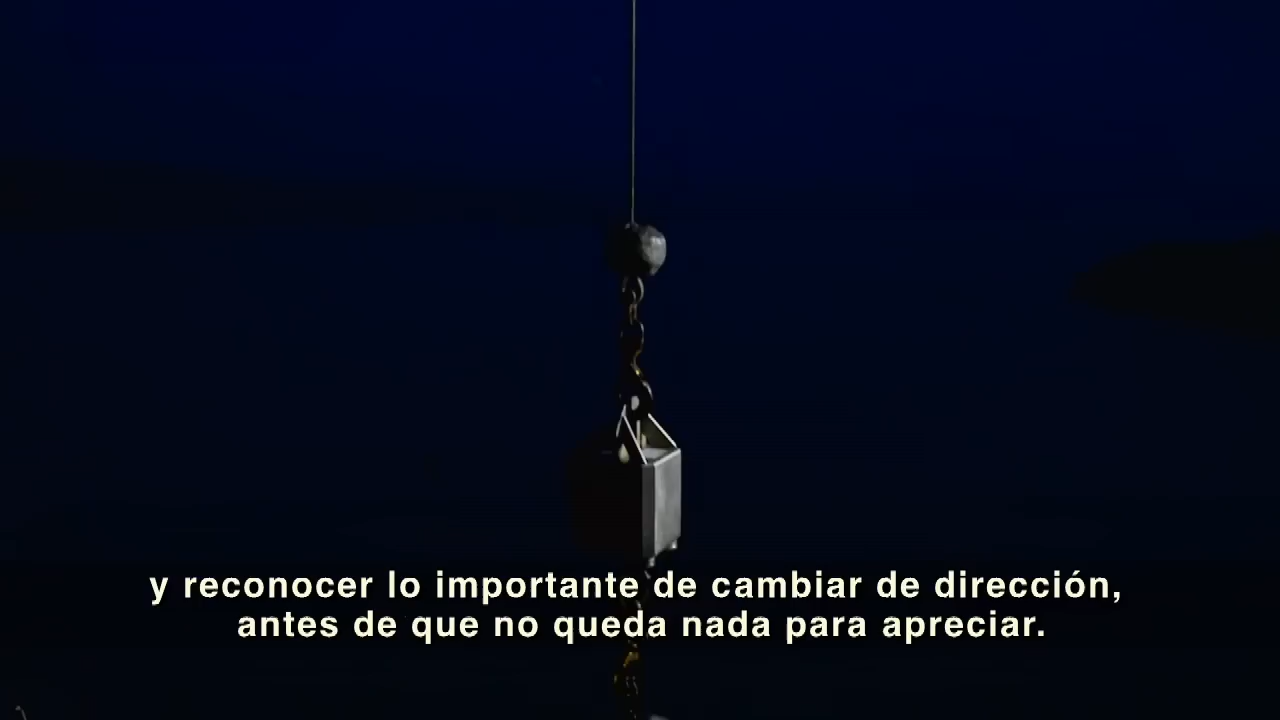 y reconocer lo importante de cambiar de dirección,
antes de que no queda nada para apreciar.